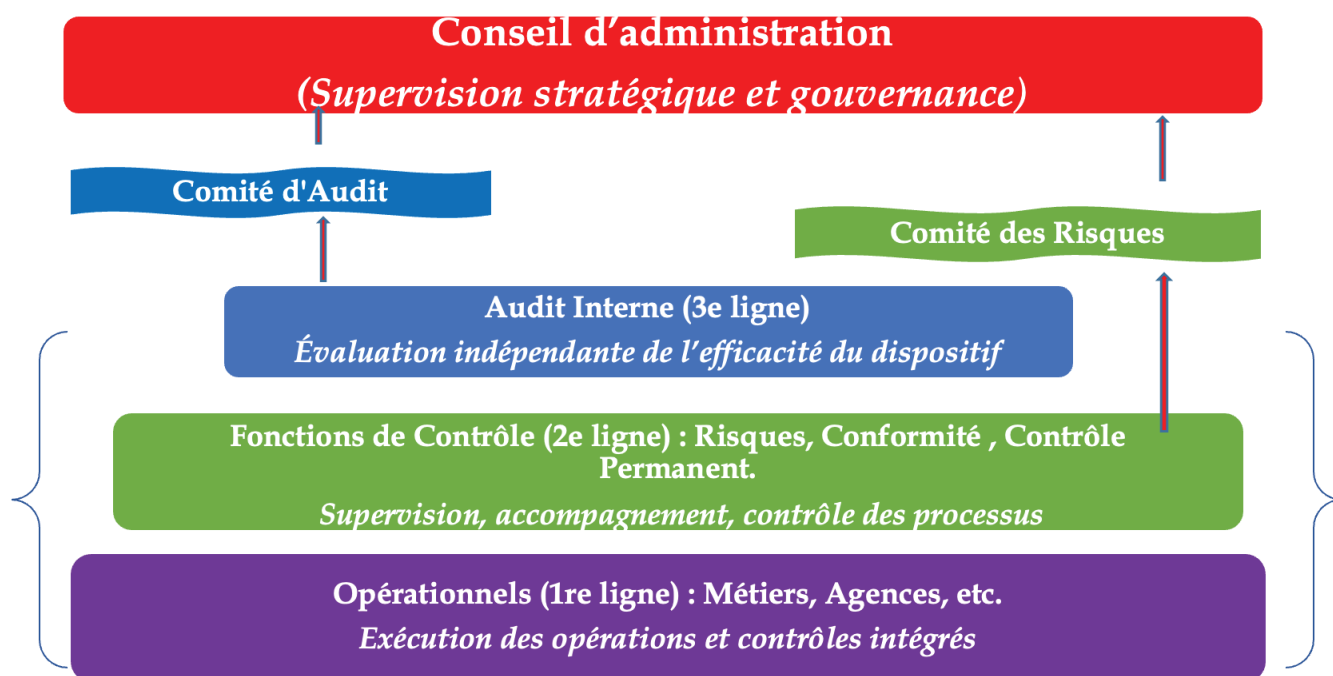 Conseil d’administration
(Supervision stratégique et gouvernance)
Comité d'Audit
Comité des Risques
Audit Interne (3e ligne)
Évaluation indépendante de l’efficacité du dispositif
Fonctions de Contrôle (2e ligne) : Risques, Conformité , Contrôle
Permanent.
Supervision, accompagnement, contrôle des processus
Opérationnels (1re ligne) : Métiers, Agences, etc.
Exécution des opérations et contrôles intégrés